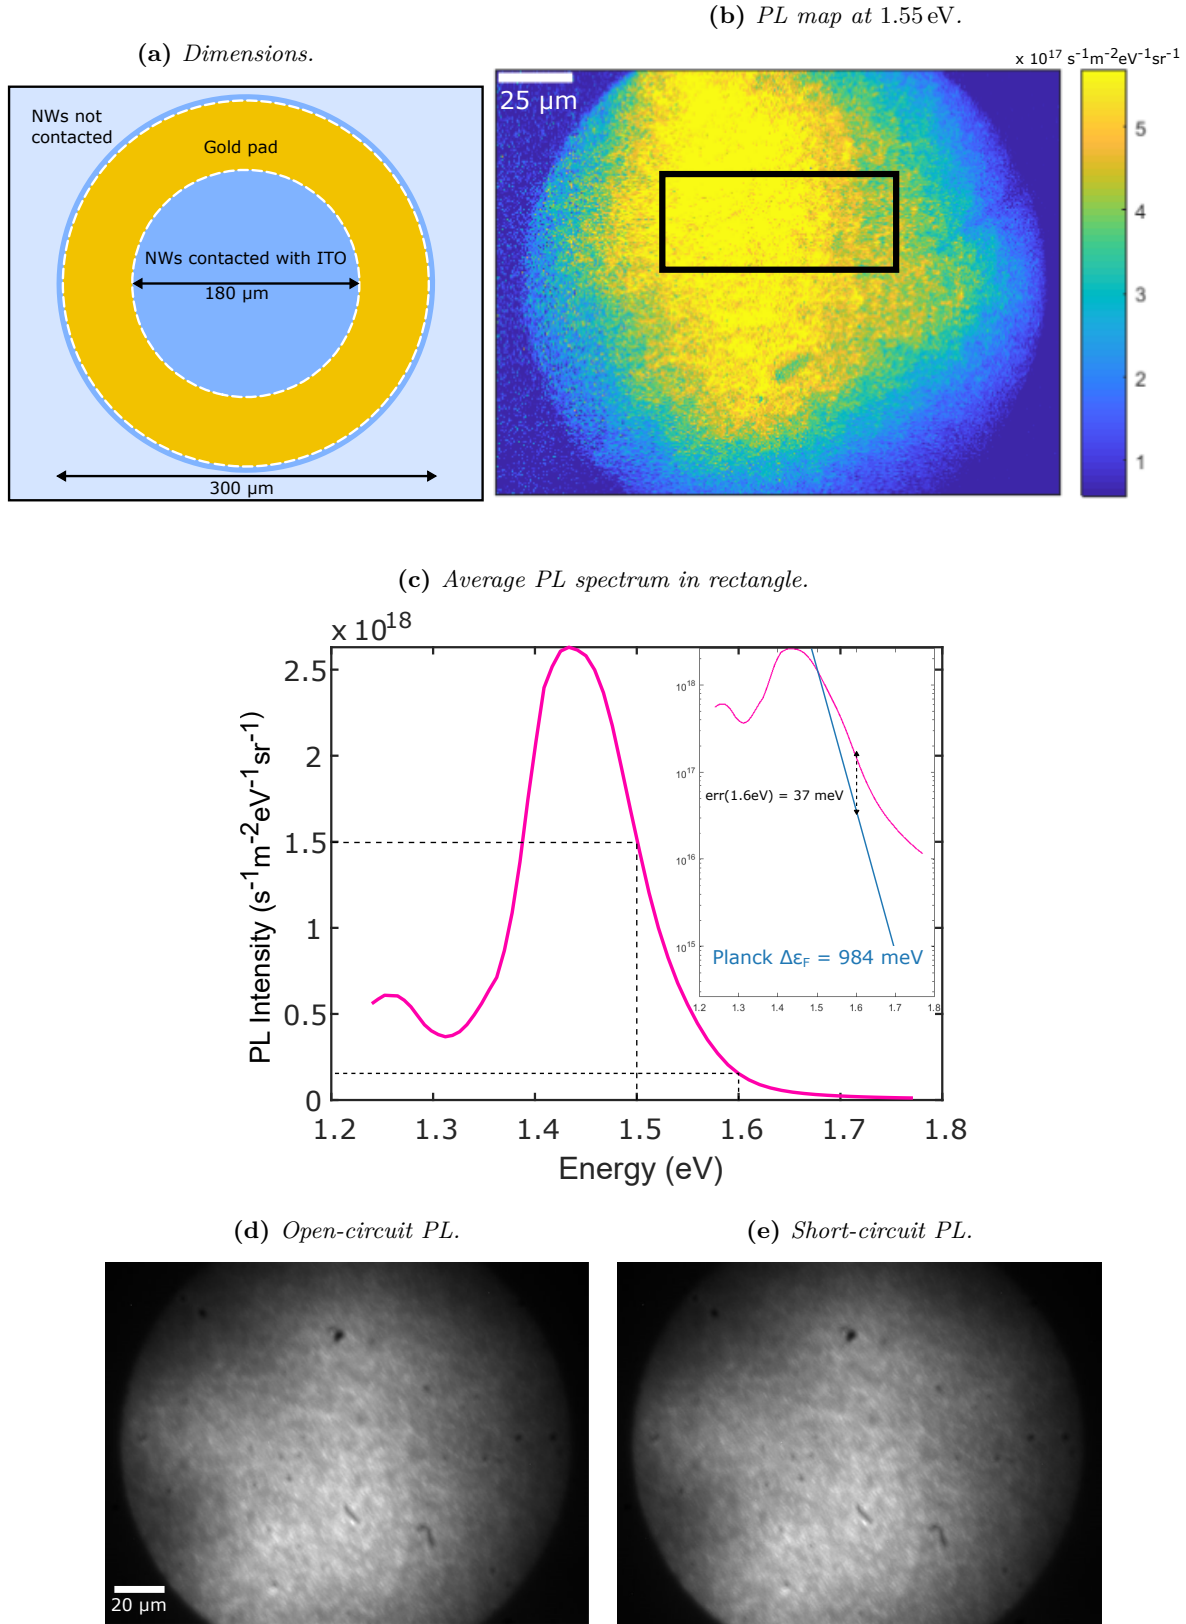 (b) PL map at 1.55 eV.
(a) Dimensions.
x 10¹⁷ s⁻¹m⁻²eV⁻¹sr⁻¹
NWs not
contacted
Gold pad
NWs contacted with ITO
180 µm
300 µm
25 µm
5
4
3
2
1
(c) Average PL spectrum in rectangle.
x 10¹⁸
2.5
2
1.5
1
0.5
0
PL Intensity (s⁻¹m⁻²eV⁻¹sr⁻¹)
1.2 1.3 1.4 1.5 1.6 1.7 1.8
Energy (eV)
10¹⁸
10¹⁷
10¹⁶
10¹⁵
err(1.6eV) = 37 meV
Planck Δε_F = 984 meV
1.2 1.3 1.4 1.5 1.6 1.7 1.8
(d) Open-circuit PL.
(e) Short-circuit PL.
20 µm